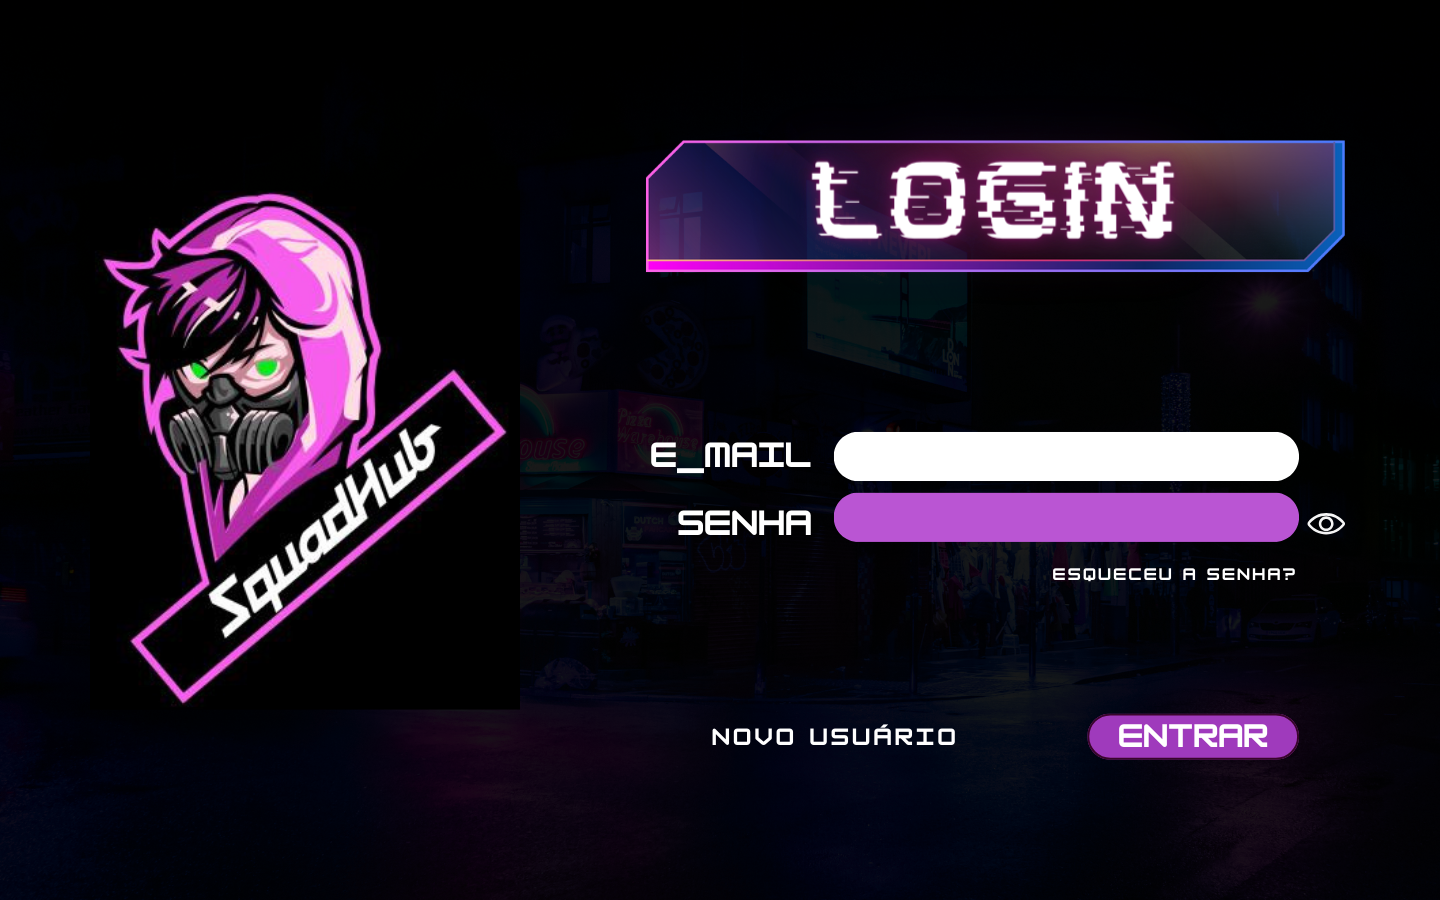 LOGIN
SquadHub
E_MAIL
SENHA
ESQUECEU A SENHA?
NOVO USUÁRIO
ENTRAR